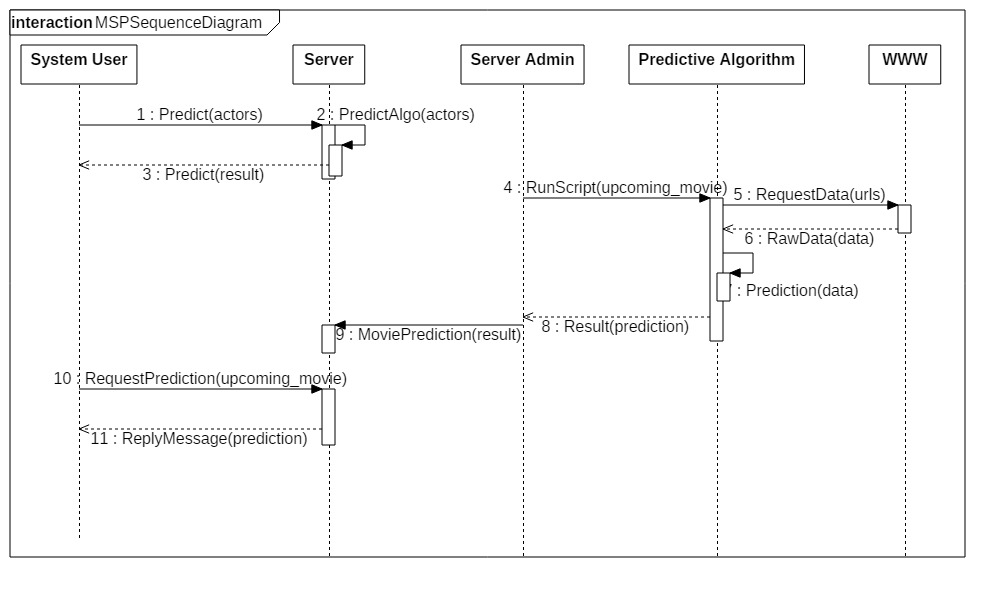 interaction MSPSequenceDiagram
System User
Server
Server Admin
Predictive Algorithm
WWW
1 : Predict(actors)
2 : PredictAlgo(actors)
3 : Predict(result)
4 : RunScript(upcoming_movie)
5 : RequestData(urls)
6 : RawData(data)
: Prediction(data)
8 : Result(prediction)
9 : MoviePrediction(result)
10 : RequestPrediction(upcoming_movie)
11 : ReplyMessage(prediction)